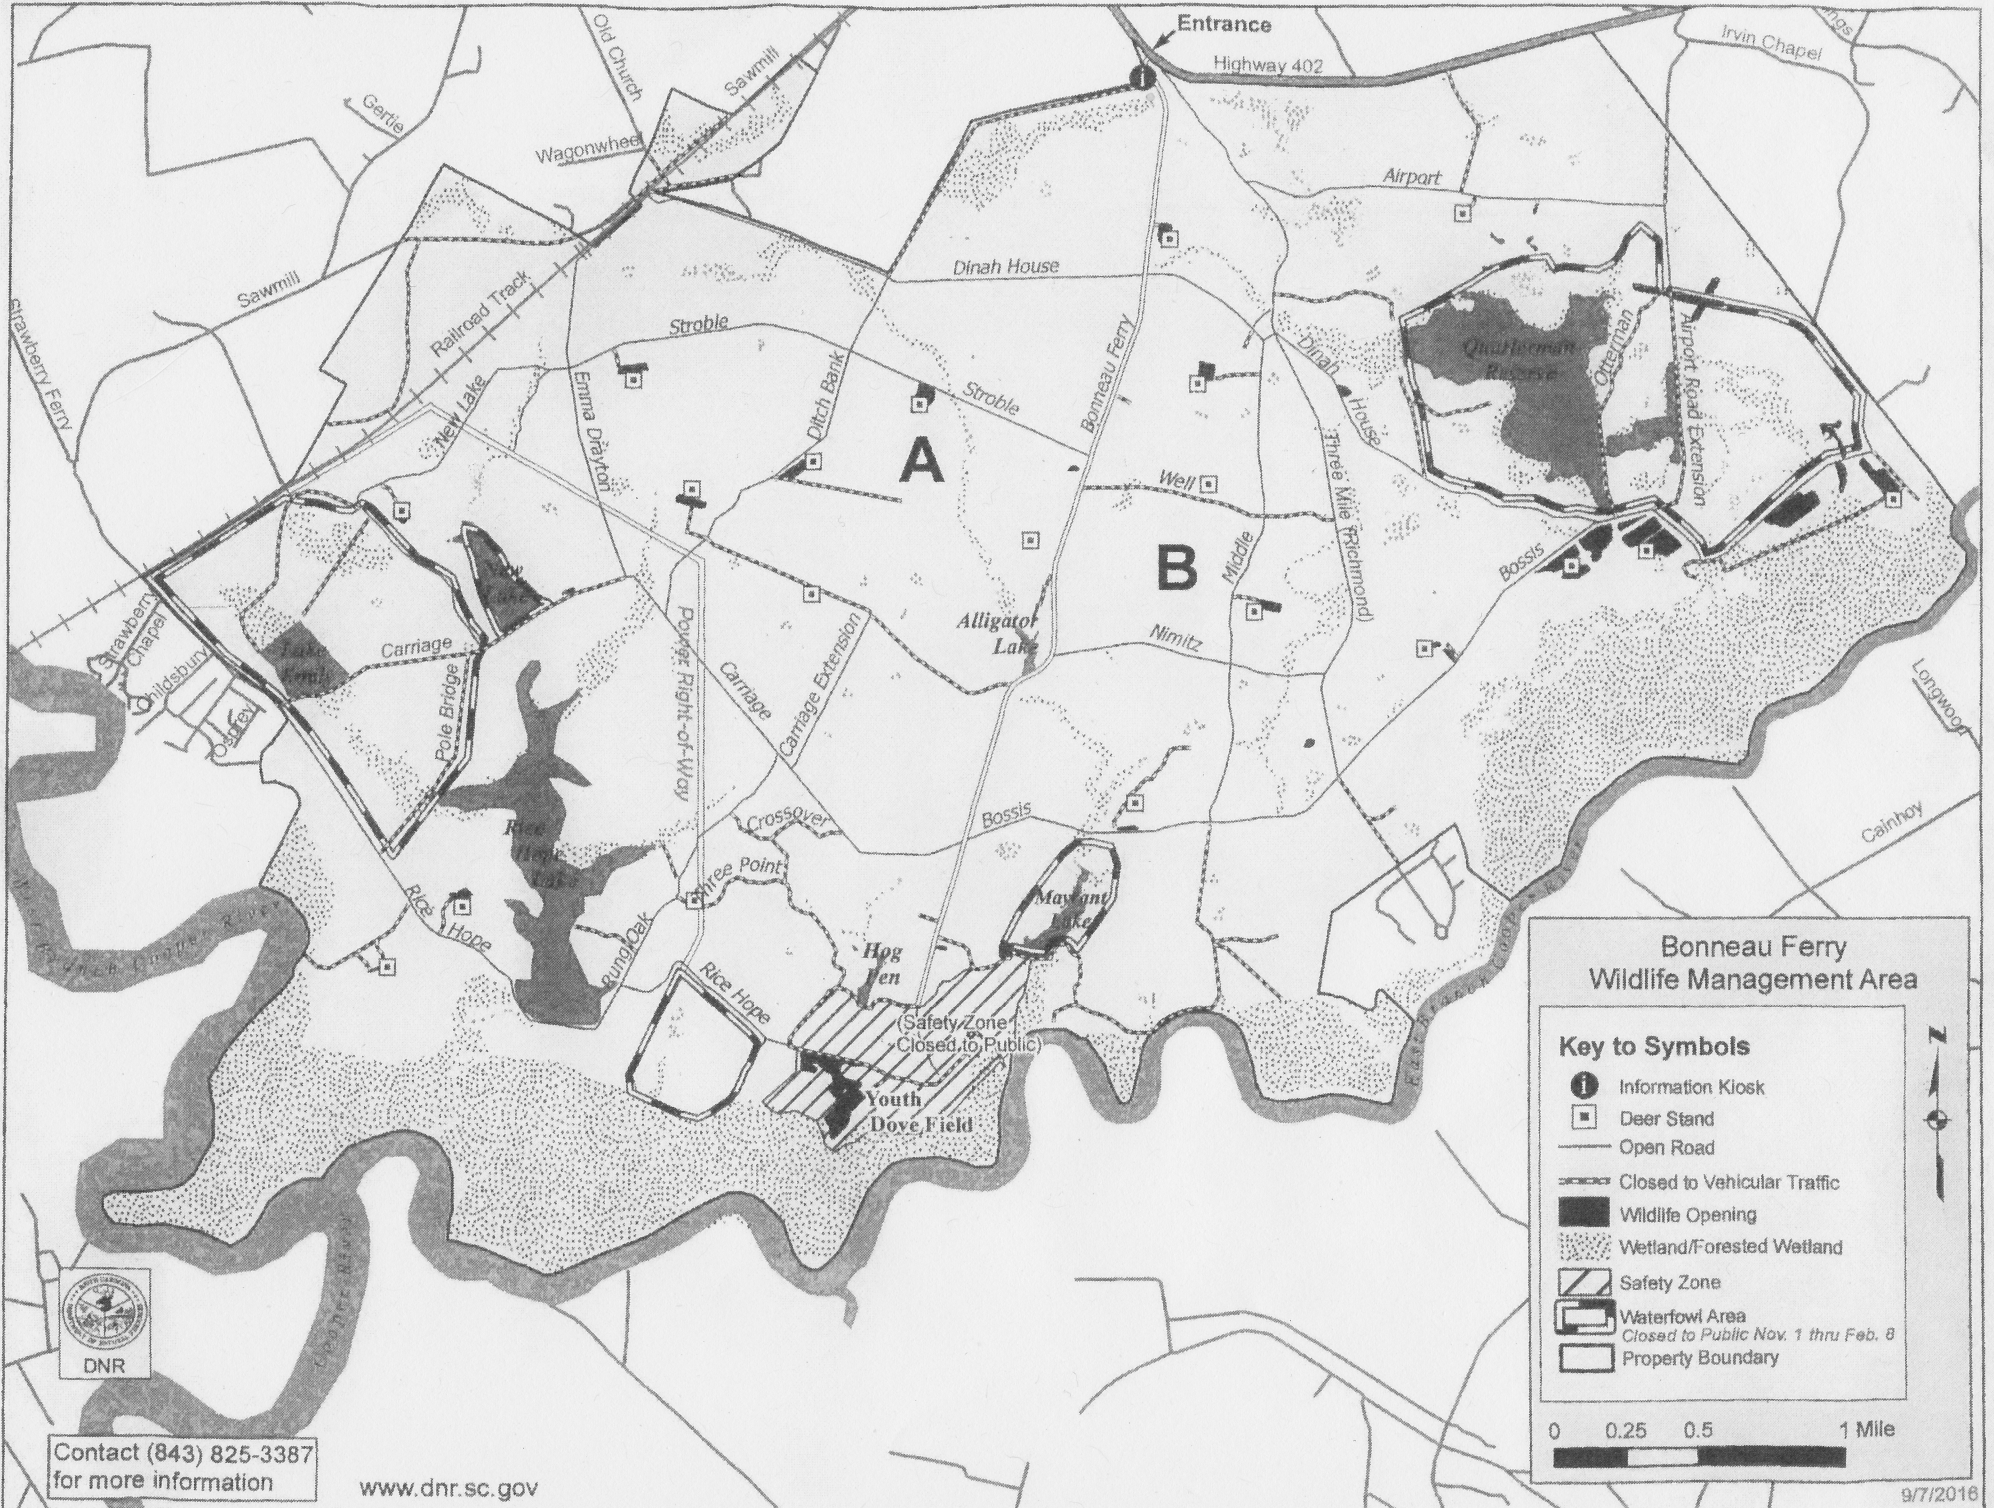 Entrance
Highway 402
Irvin Chapel
Old Church
Sawmill
Gertie
Wagonwheel
Airport
Sawmill
Railroad Track
Strawberry Ferry
Dinah House
Stroble
Stroble
Bonneau Ferry
Ditch Bank
Emma Drayton
New Lake
Dinah
House
Three Mile (Richmond)
Quarterman
Reserve
Otterman
Airport Road Extension
A
Well
B
Middle
Bossis
New
Lake
Alligator
Lake
Nimitz
Strawberry
Chapel
Childsbury
Osprey
Lake
Carriage
Pole Bridge
Power Right-of-Way
Carriage
Carriage Extension
Longwood
Cainhoy
Crossover
Bossis
Three Point
Rice
Hope
Lake
Rice
Hope
Rung Oak
Rice Hope
Hog
Pen
Mayrant
Lake
(Safety Zone
Closed to Public)
Youth
Dove Field
Cooper River
Bonneau Ferry
Wildlife Management Area
Key to Symbols
i Information Kiosk
Deer Stand
Open Road
Closed to Vehicular Traffic
Wildlife Opening
Wetland/Forested Wetland
Safety Zone
Waterfowl Area
Closed to Public Nov. 1 thru Feb. 8
Property Boundary
N
0 0.25 0.5 1 Mile
DNR
Contact (843) 825-3387
for more information
www.dnr.sc.gov
9/7/2016